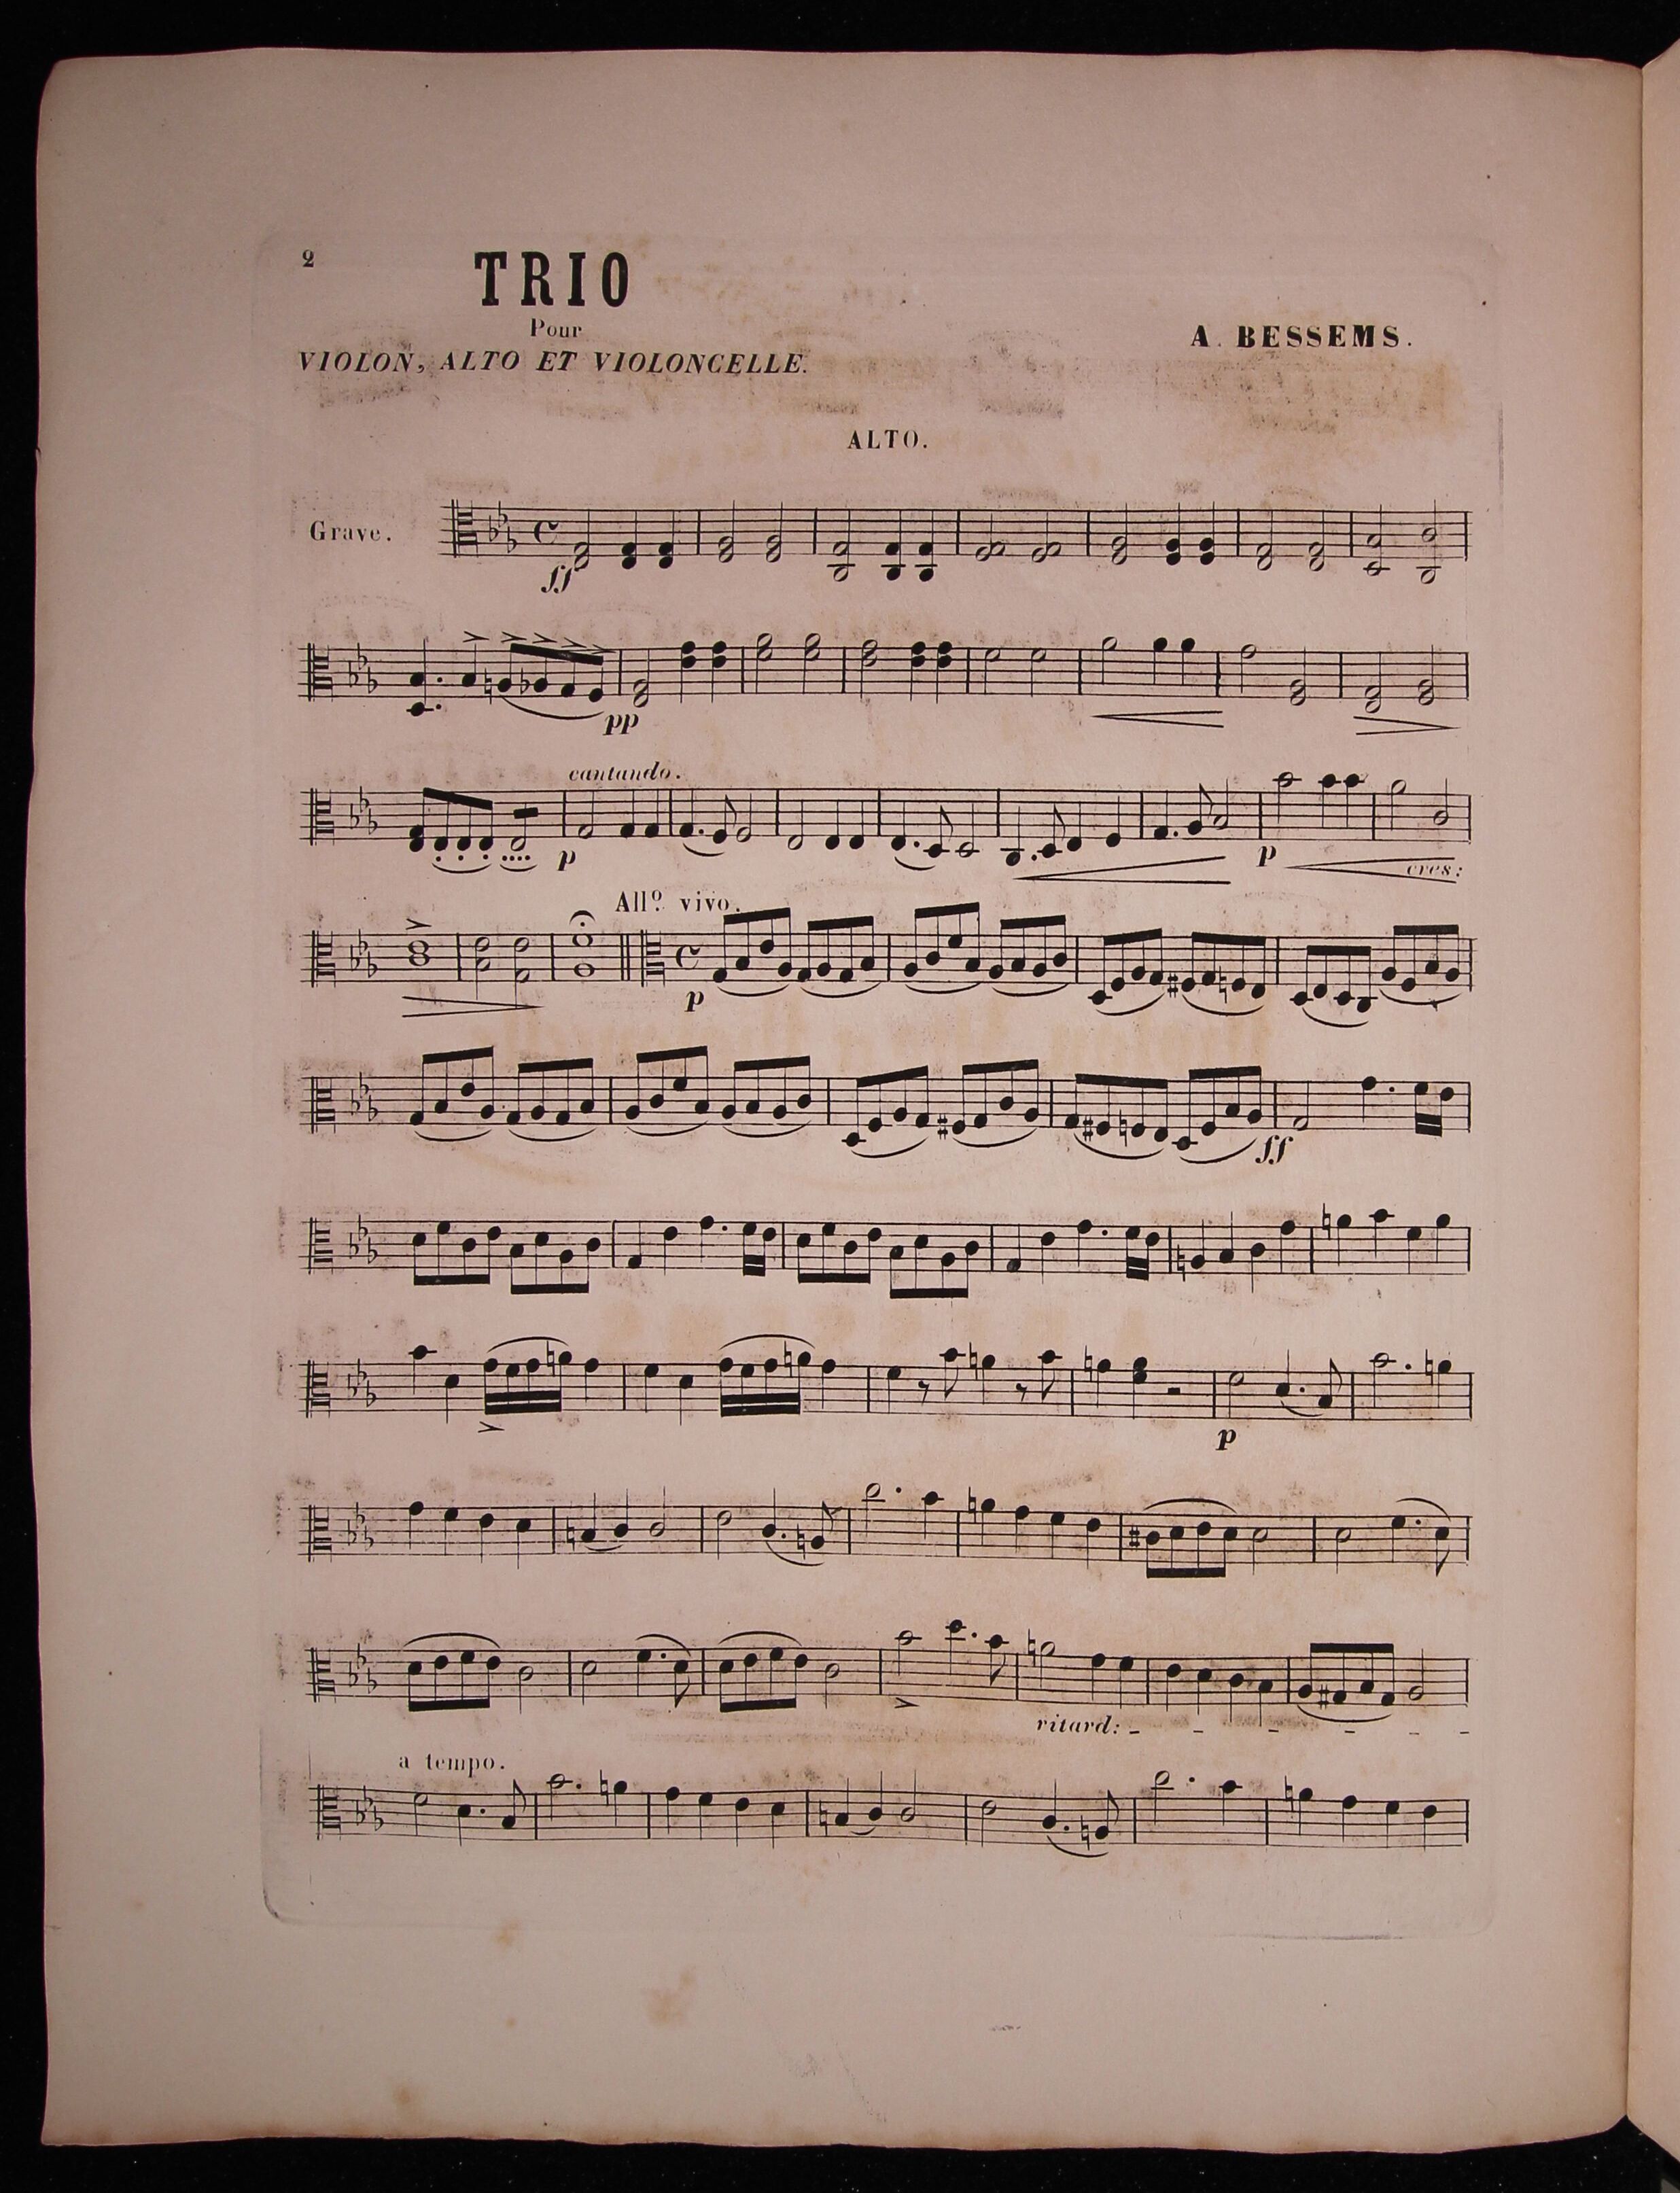 2
TRIO
Pour
VIOLON, ALTO ET VIOLONCELLE.
A. BESSEMS.
ALTO.
Grave.
ff
pp
cantando.
p
p
cres:
All.º vivo.
p
ff
p
ritard: - - - - - -
a tempo.